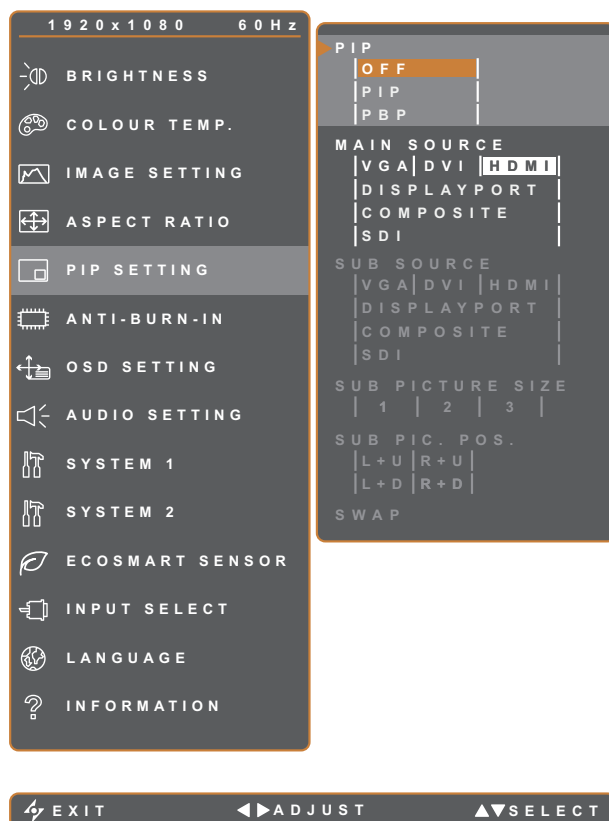 1920x1080 60Hz
BRIGHTNESS
COLOUR TEMP.
IMAGE SETTING
ASPECT RATIO
PIP SETTING
ANTI-BURN-IN
OSD SETTING
AUDIO SETTING
SYSTEM 1
SYSTEM 2
ECOSMART SENSOR
INPUT SELECT
LANGUAGE
INFORMATION
PIP
OFF
PIP
PBP
MAIN SOURCE
VGA DVI HDMI
DISPLAYPORT
COMPOSITE
SDI
SUB SOURCE
VGA DVI HDMI
DISPLAYPORT
COMPOSITE
SDI
SUB PICTURE SIZE
1 2 3
SUB PIC. POS.
L+U R+U
L+D R+D
SWAP
EXIT ADJUST SELECT